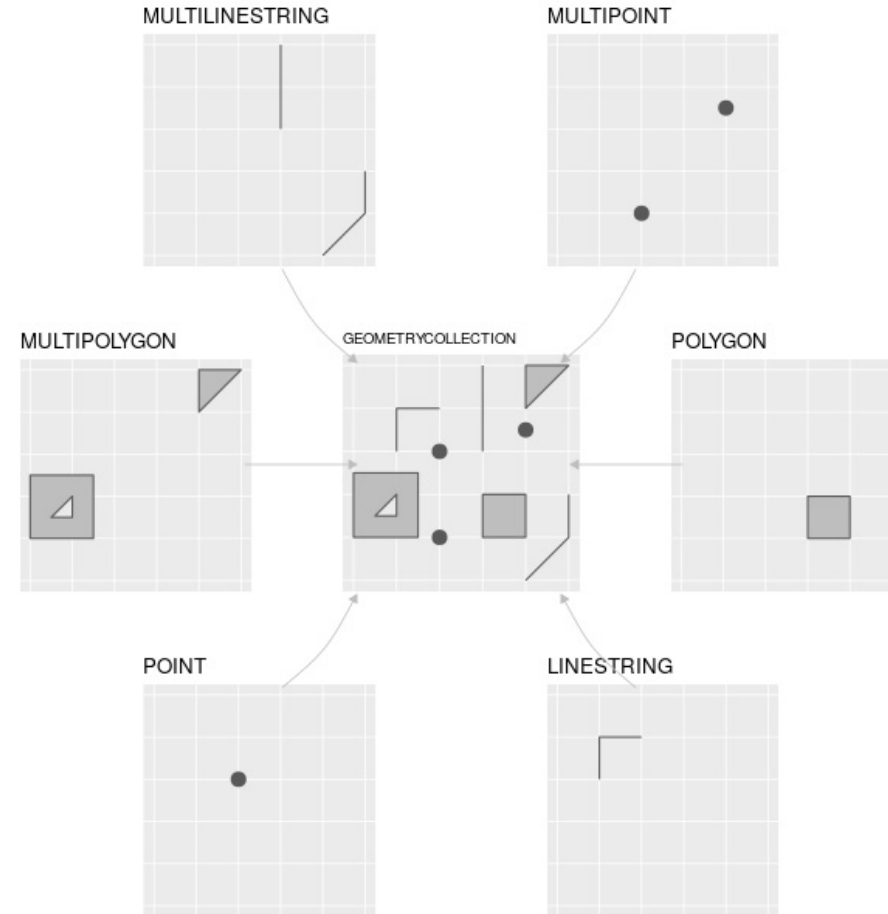 MULTILINESTRING
MULTIPOINT
MULTIPOLYGON
GEOMETRYCOLLECTION
POLYGON
POINT
LINESTRING